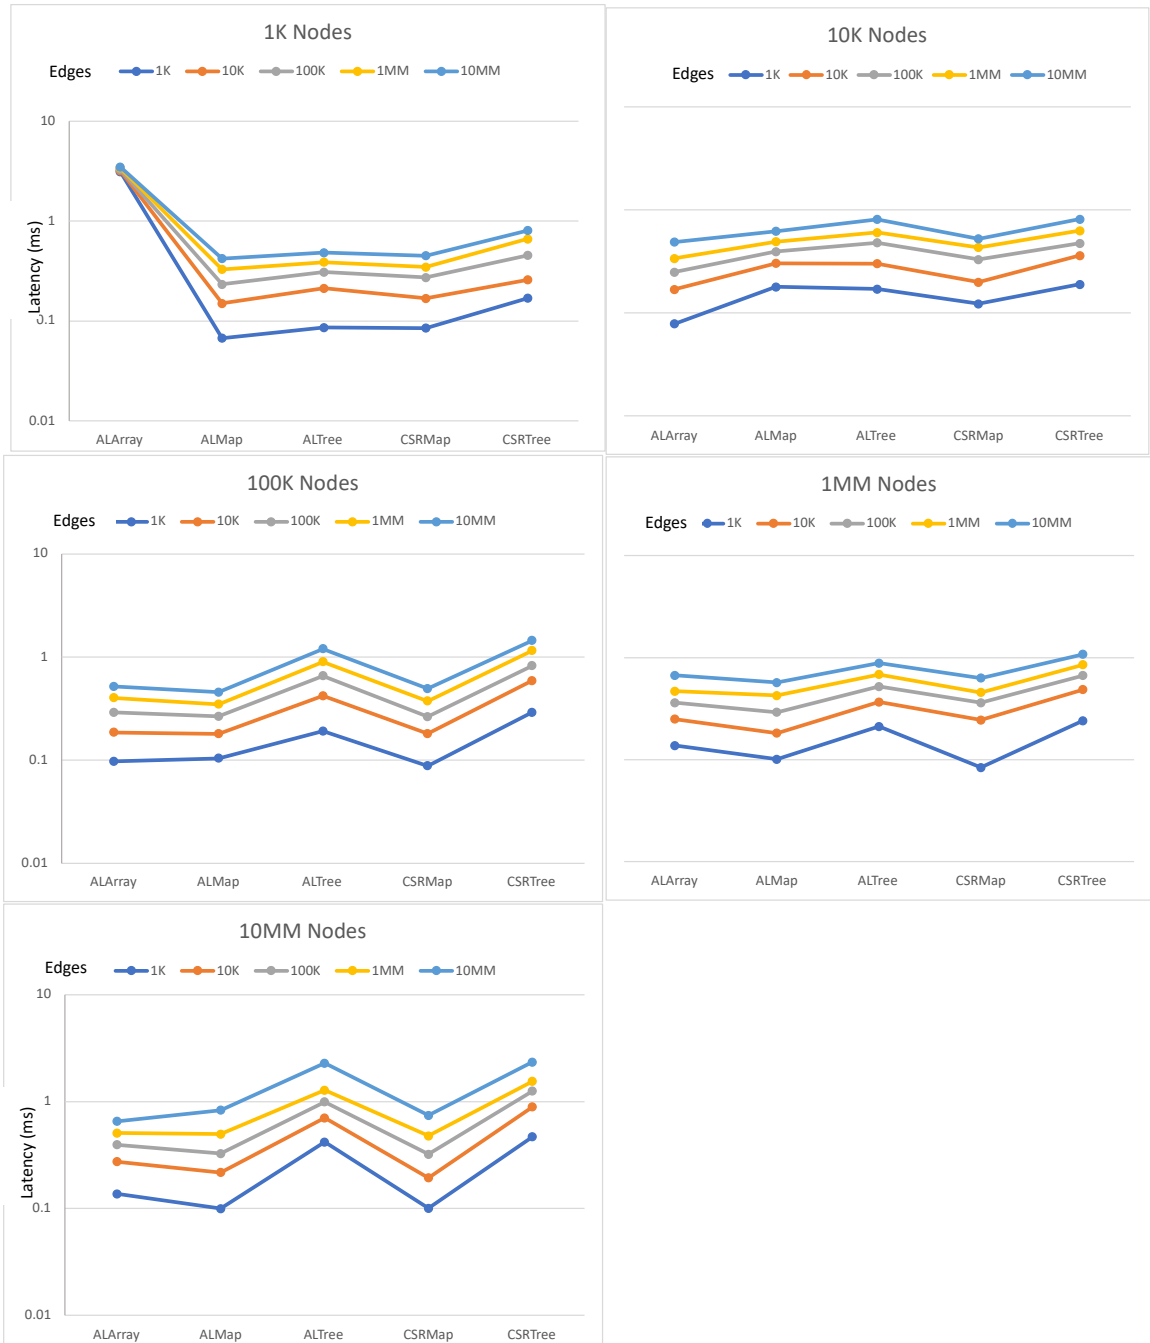 1K Nodes
Edges 1K 10K 100K 1MM 10MM
10
1
0.1
0.01
Latency (ms)
ALArray ALMap ALTree CSRMap CSRTree
10K Nodes
Edges 1K 10K 100K 1MM 10MM
ALArray ALMap ALTree CSRMap CSRTree
100K Nodes
Edges 1K 10K 100K 1MM 10MM
10
1
0.1
0.01
ALArray ALMap ALTree CSRMap CSRTree
1MM Nodes
Edges 1K 10K 100K 1MM 10MM
ALArray ALMap ALTree CSRMap CSRTree
10MM Nodes
Edges 1K 10K 100K 1MM 10MM
10
1
0.1
0.01
Latency (ms)
ALArray ALMap ALTree CSRMap CSRTree